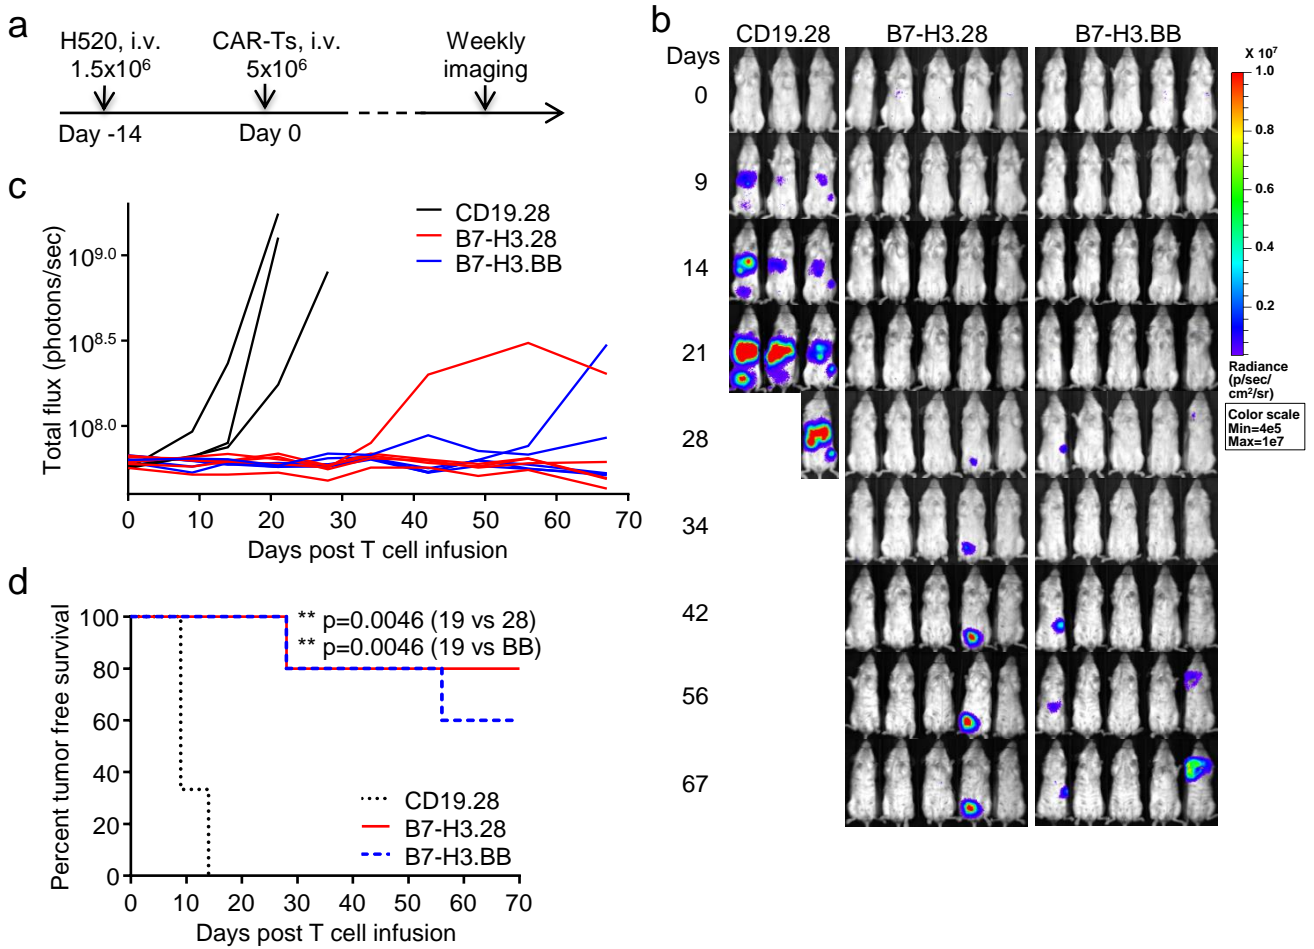 a
H520, i.v.
1.5x10⁶
CAR-Ts, i.v.
5x10⁶
Weekly
imaging
Day -14
Day 0
b
CD19.28
B7-H3.28
B7-H3.BB
Days
0
9
14
21
28
34
42
56
67
X 10⁷
1.0
0.8
0.6
0.4
0.2
Radiance
(p/sec/
cm²/sr)
Color scale
Min=4e5
Max=1e7
c
Total flux (photons/sec)
10⁹·⁰
10⁸·⁵
10⁸·⁰
CD19.28
B7-H3.28
B7-H3.BB
0 10 20 30 40 50 60 70
Days post T cell infusion
d
Percent tumor free survival
100
80
60
40
20
0
** p=0.0046 (19 vs 28)
** p=0.0046 (19 vs BB)
CD19.28
B7-H3.28
B7-H3.BB
0 10 20 30 40 50 60 70
Days post T cell infusion